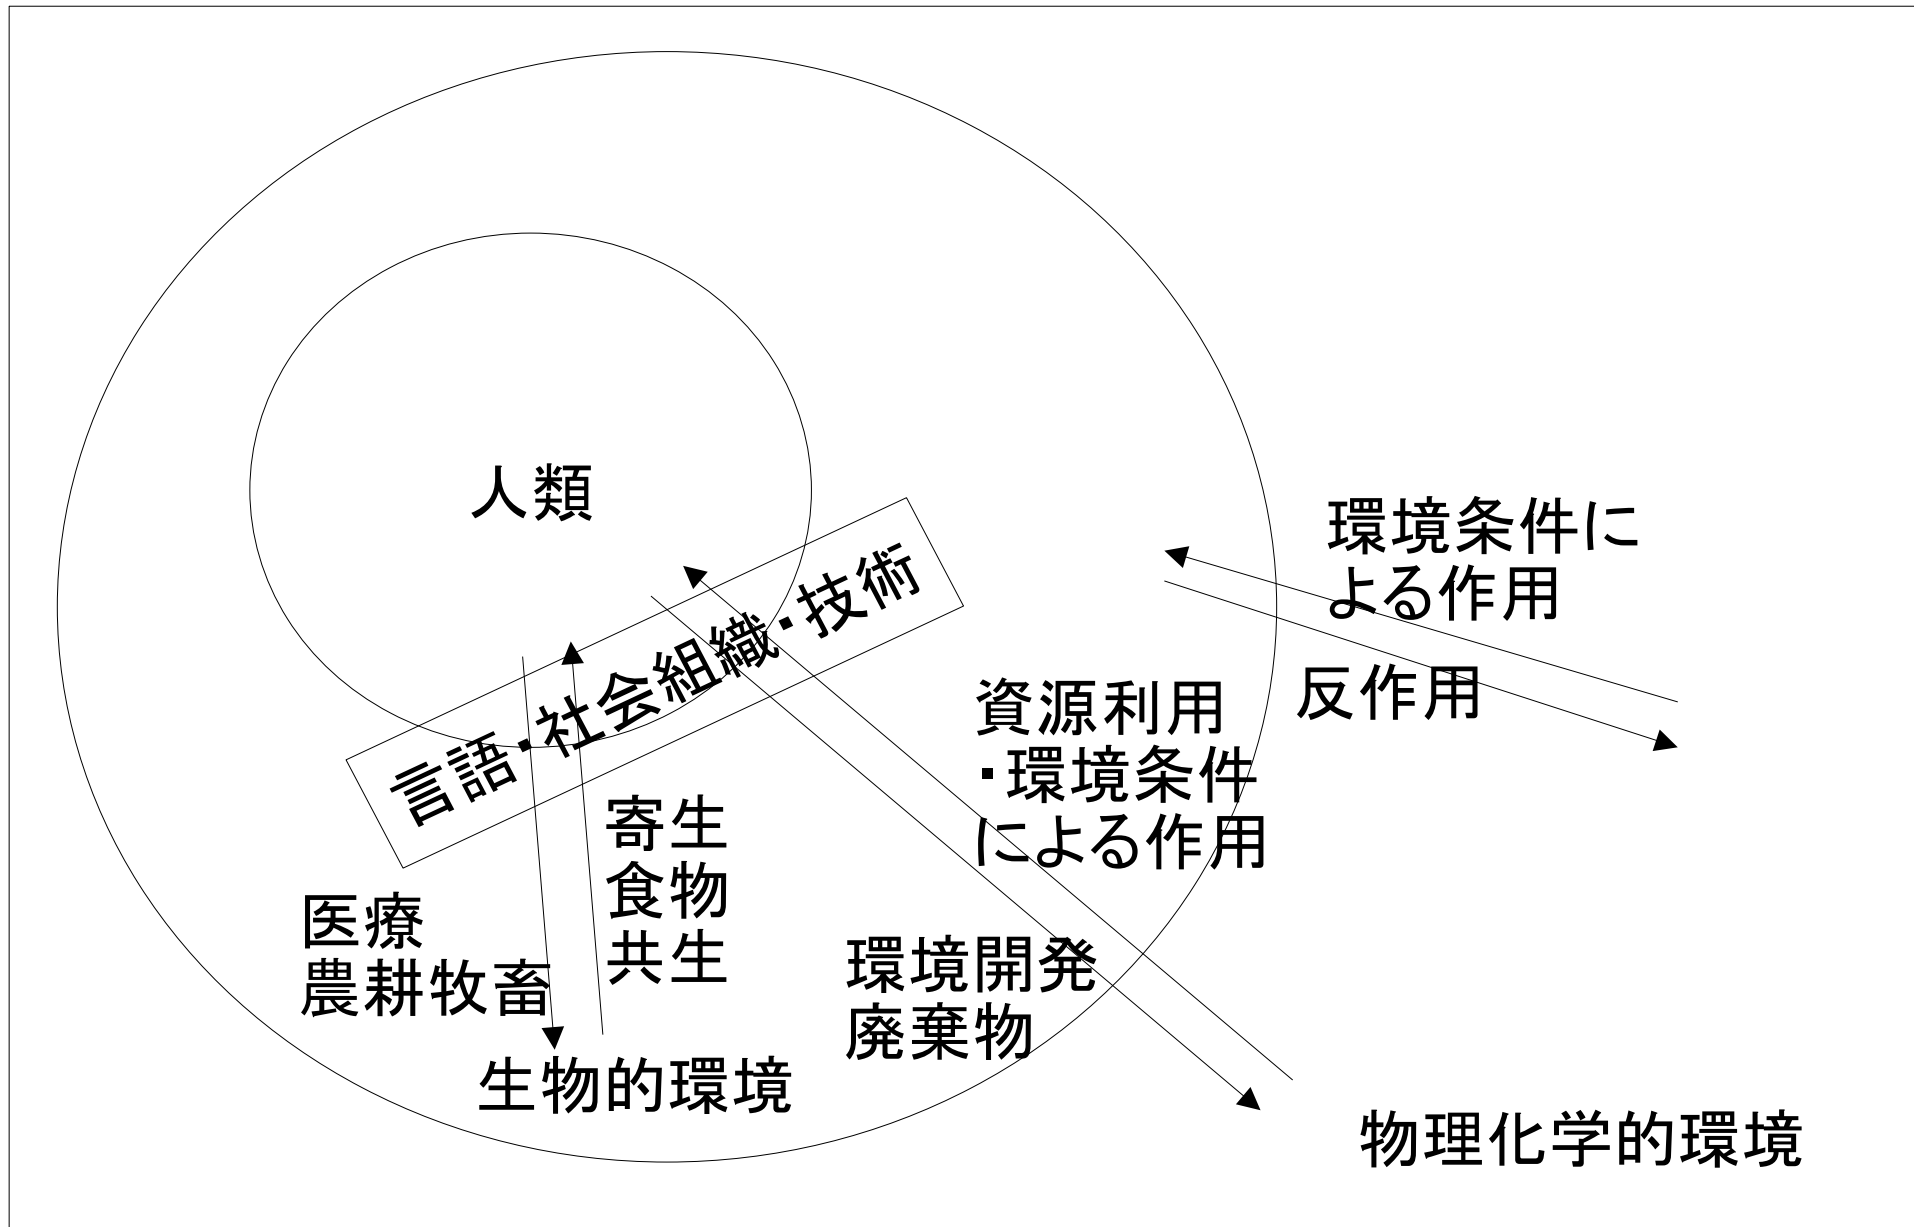 人類
言語・社会組織・技術
環境条件に
よる作用
反作用
資源利用
・環境条件
による作用
寄生
食物
共生
医療
農耕牧畜
環境開発
廃棄物
生物的環境
物理化学的環境